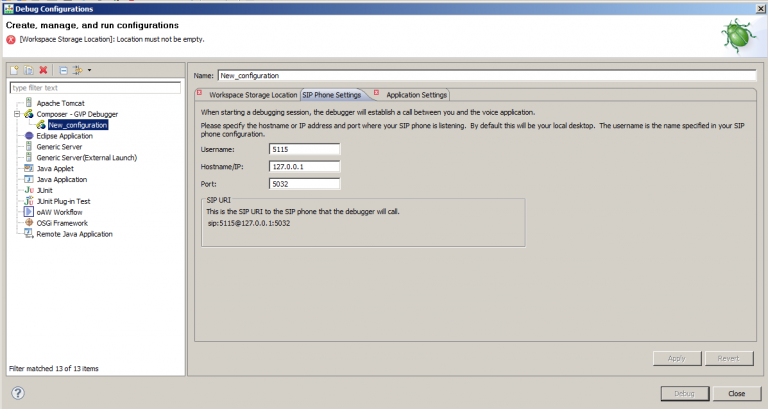 Debug Configurations
Create, manage, and run configurations
[Workspace Storage Location]: Location must not be empty.
type filter text
Apache Tomcat
Composer - GVP Debugger
New_configuration
Eclipse Application
Generic Server
Generic Server(External Launch)
Java Applet
Java Application
JUnit
JUnit Plug-in Test
oAW Workflow
OSGi Framework
Remote Java Application
Filter matched 13 of 13 items
Name: New_configuration
Workspace Storage Location SIP Phone Settings Application Settings
When starting a debugging session, the debugger will establish a call between you and the voice application.
Please specify the hostname or IP address and port where your SIP phone is listening. By default this will be your local desktop. The username is the name specified in your SIP
phone configuration.
Username: 5115
Hostname/IP: 127.0.0.1
Port: 5032
SIP URI
This is the SIP URI to the SIP phone that the debugger will call.
sip:5115@127.0.0.1:5032
Apply Revert
? Debug Close